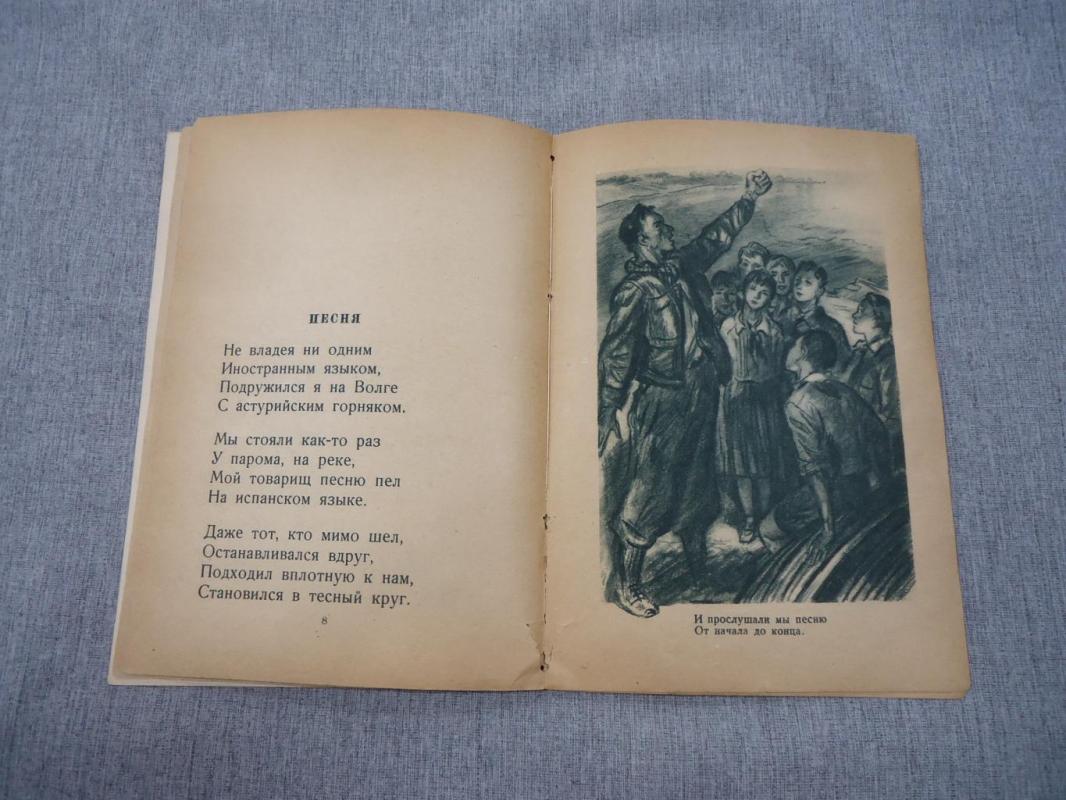 ПЕСНЯ
Не владея ни одним
Иностранным языком,
Подружился я на Волге
С астурийским горняком.
Мы стояли как-то раз
У парома, на реке,
Мой товарищ песню пел
На испанском языке.
Даже тот, кто мимо шел,
Останавливался вдруг,
Подходил вплотную к нам,
Становился в тесный круг.
8
И прослушали мы песню
От начала до конца.